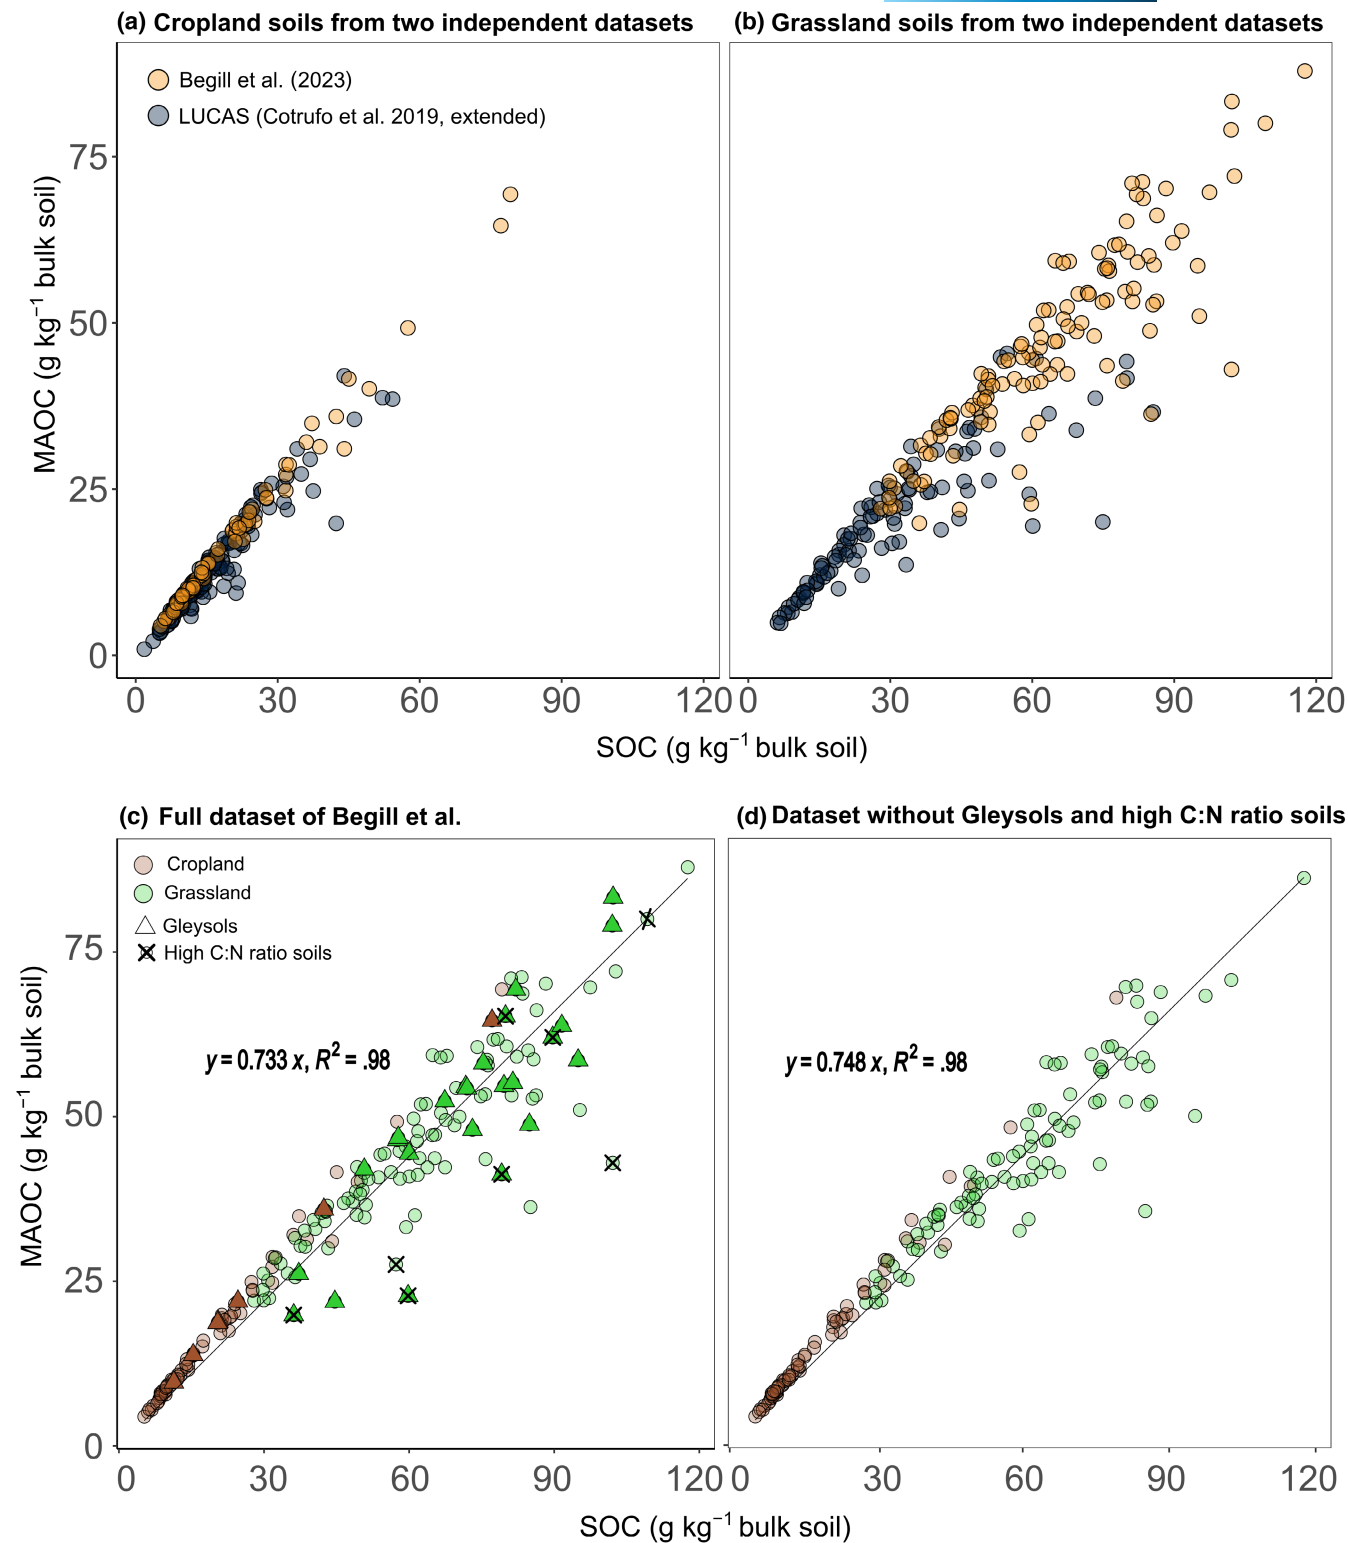 (a) Cropland soils from two independent datasets
(b) Grassland soils from two independent datasets
Begill et al. (2023)
LUCAS (Cotrufo et al. 2019, extended)
MAOC (g kg⁻¹ bulk soil)
75
50
25
0
0 30 60 90 120
0 30 60 90 120
SOC (g kg⁻¹ bulk soil)
(c) Full dataset of Begill et al.
(d) Dataset without Gleysols and high C:N ratio soils
Cropland
Grassland
Gleysols
High C:N ratio soils
y = 0.733 x, R² = .98
y = 0.748 x, R² = .98
MAOC (g kg⁻¹ bulk soil)
75
50
25
0
0 30 60 90 120
0 30 60 90 120
SOC (g kg⁻¹ bulk soil)